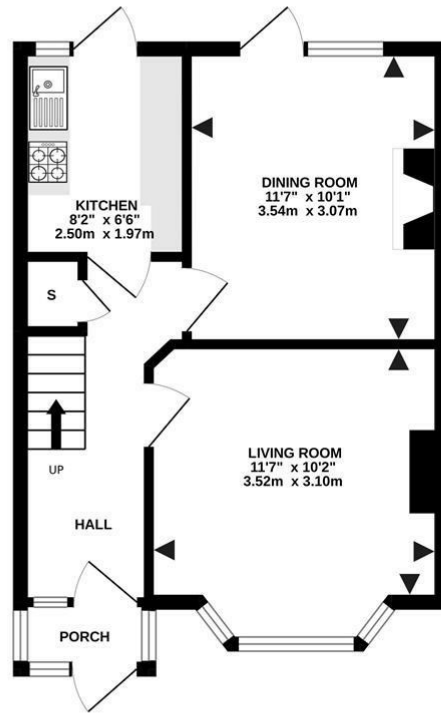 KITCHEN
8'2" x 6'6"
2.50m x 1.97m
DINING ROOM
11'7" x 10'1"
3.54m x 3.07m
S
LIVING ROOM
11'7" x 10'2"
3.52m x 3.10m
UP
HALL
PORCH